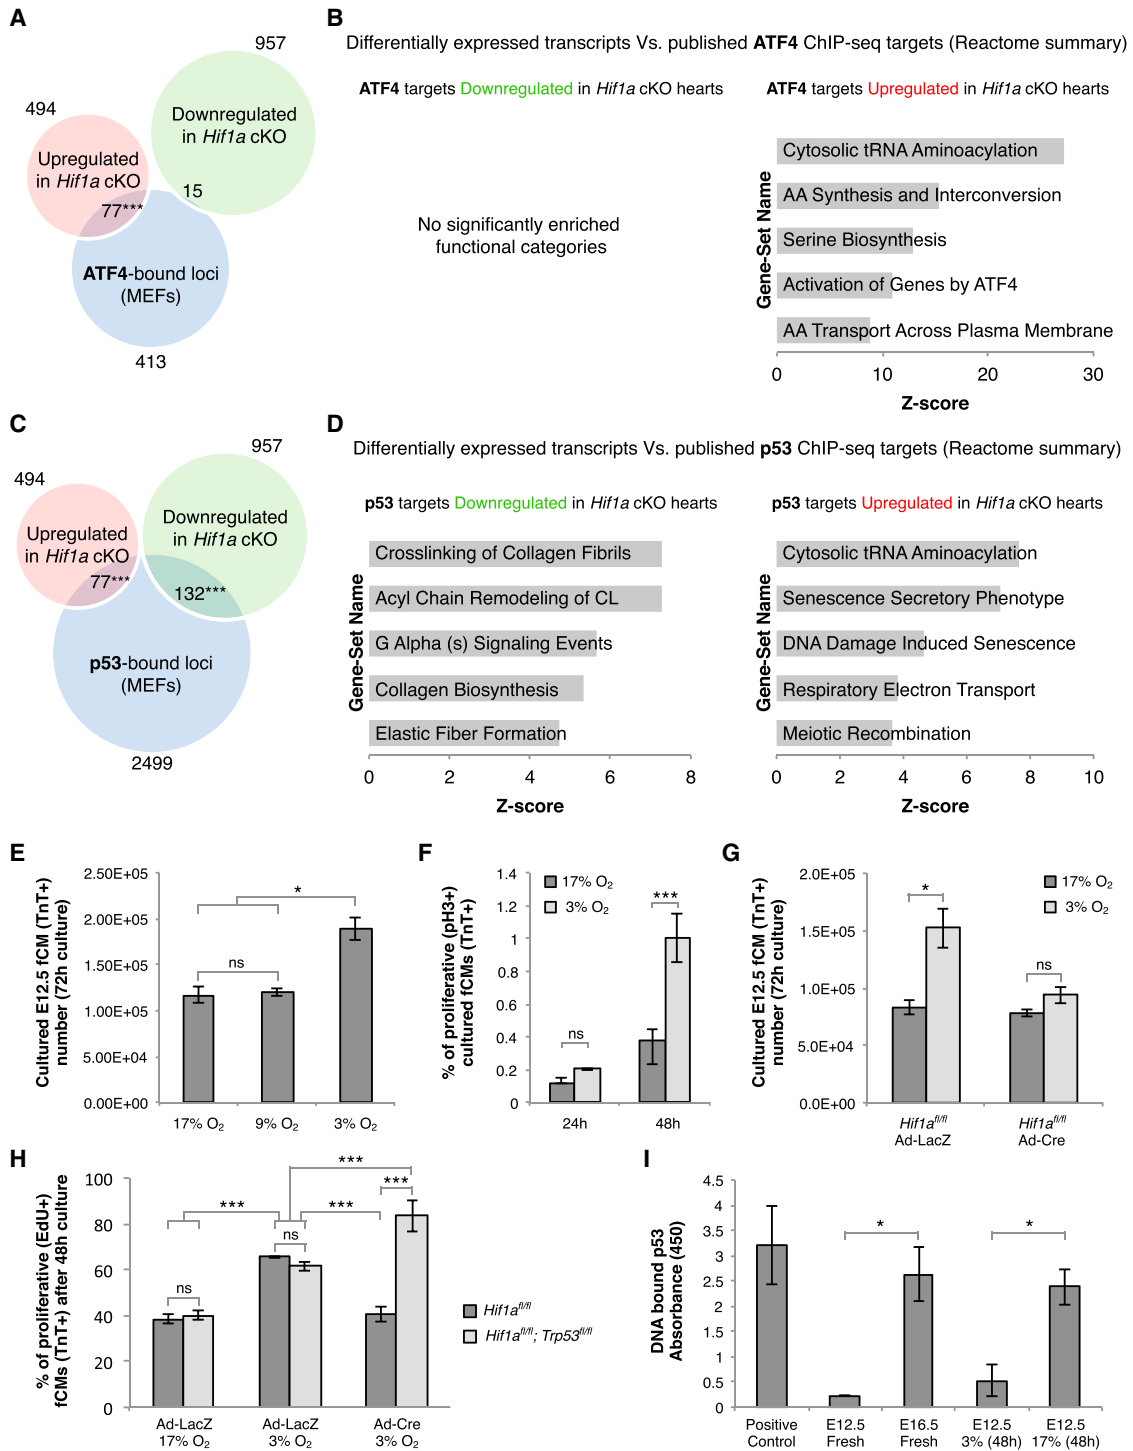 A
957
494
Downregulated
in Hif1a cKO
Upregulated
in Hif1a cKO
15
77***
ATF4-bound loci
(MEFs)
413
B
Differentially expressed transcripts Vs. published ATF4 ChIP-seq targets (Reactome summary)
ATF4 targets Downregulated in Hif1a cKO hearts
No significantly enriched
functional categories
ATF4 targets Upregulated in Hif1a cKO hearts
Gene-Set Name
Cytosolic tRNA Aminoacylation
AA Synthesis and Interconversion
Serine Biosynthesis
Activation of Genes by ATF4
AA Transport Across Plasma Membrane
0 10 20 30
Z-score
C
957
494
Downregulated
in Hif1a cKO
Upregulated
in Hif1a cKO
77***
132***
p53-bound loci
(MEFs)
2499
D
Differentially expressed transcripts Vs. published p53 ChIP-seq targets (Reactome summary)
p53 targets Downregulated in Hif1a cKO hearts
Gene-Set Name
Crosslinking of Collagen Fibrils
Acyl Chain Remodeling of CL
G Alpha (s) Signaling Events
Collagen Biosynthesis
Elastic Fiber Formation
0 2 4 6 8
Z-score
p53 targets Upregulated in Hif1a cKO hearts
Gene-Set Name
Cytosolic tRNA Aminoacylation
Senescence Secretory Phenotype
DNA Damage Induced Senescence
Respiratory Electron Transport
Meiotic Recombination
0 2 4 6 8 10
Z-score
E
Cultured E12.5 fCM (TnT+)
number (72h culture)
2.50E+05
2.00E+05
1.50E+05
1.00E+05
5.00E+04
0.00E+00
*
ns
17% O₂ 9% O₂ 3% O₂
F
% of proliferative (pH3+)
cultured fCMs (TnT+)
1.4
1.2
1
0.8
0.6
0.4
0.2
0
17% O₂
3% O₂
***
ns
24h 48h
G
Cultured E12.5 fCM (TnT+)
number (72h culture)
2.0E+05
1.5E+05
1.0E+05
5.0E+04
0.0E+00
17% O₂
3% O₂
*
ns
Hif1a^fl/fl Hif1a^fl/fl
Ad-LacZ Ad-Cre
H
% of proliferative (EdU+)
fCMs (TnT+) after 48h culture
100
80
60
40
20
0
***
***
***
***
ns
ns
Ad-LacZ Ad-LacZ Ad-Cre
17% O₂ 3% O₂ 3% O₂
Hif1a^fl/fl
Hif1a^fl/fl; Trp53^fl/fl
I
DNA bound p53
Absorbance (450)
4.5
4
3.5
3
2.5
2
1.5
1
0.5
0
*
*
Positive E12.5 E16.5 E12.5 E12.5
Control Fresh Fresh 3% (48h) 17% (48h)